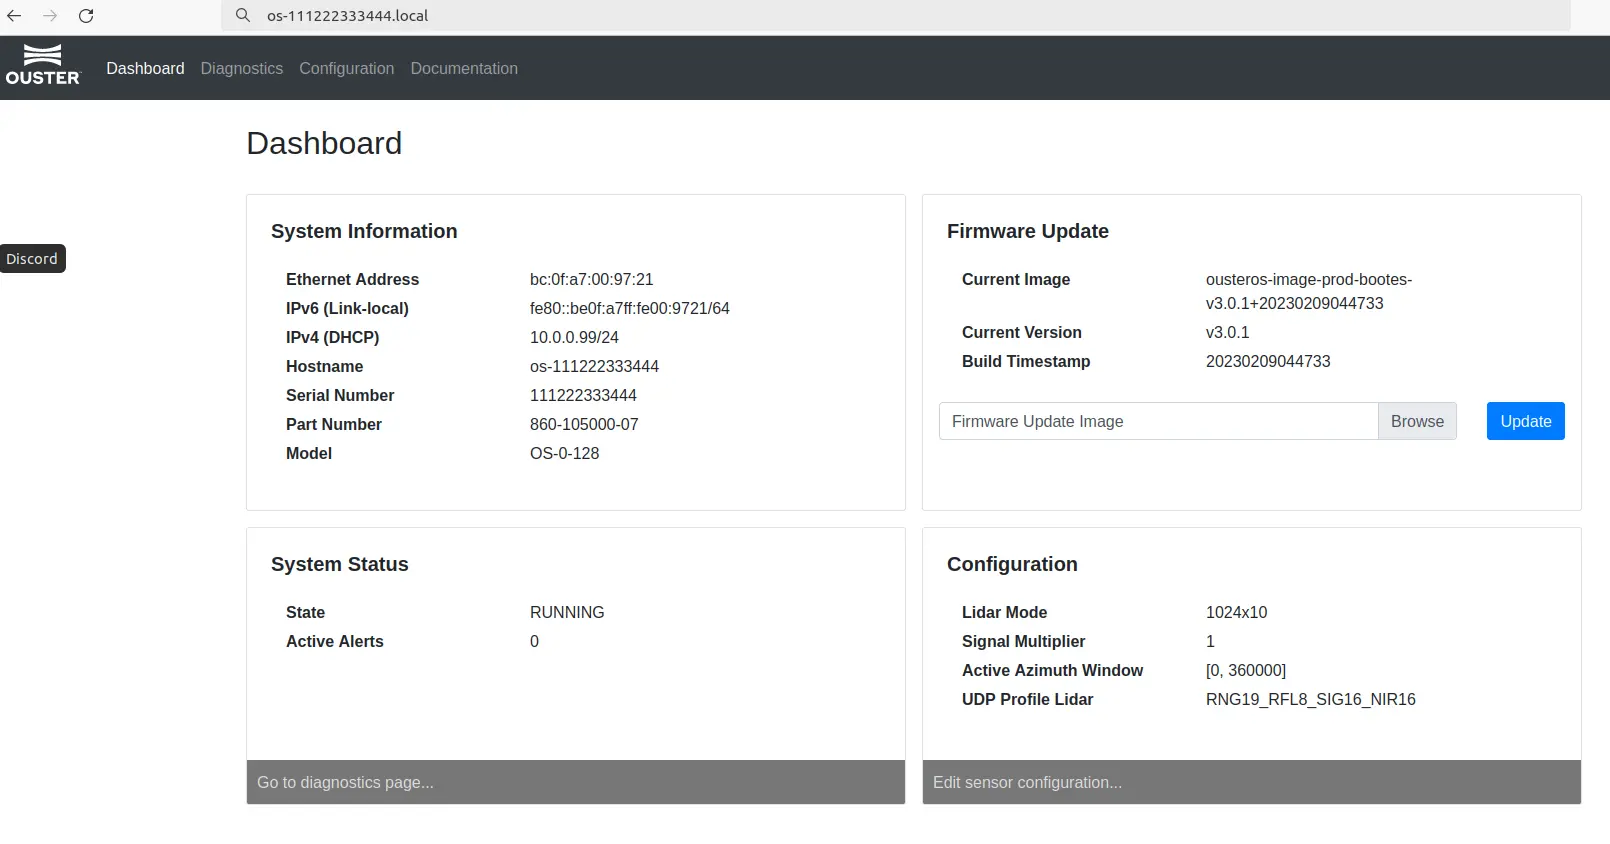 os-111222333444.local
OUSTER
Dashboard Diagnostics Configuration Documentation
Dashboard
Discord
System Information
Ethernet Address bc:0f:a7:00:97:21
IPv6 (Link-local) fe80::be0f:a7ff:fe00:9721/64
IPv4 (DHCP) 10.0.0.99/24
Hostname os-111222333444
Serial Number 111222333444
Part Number 860-105000-07
Model OS-0-128
Firmware Update
Current Image ousteros-image-prod-bootes-
v3.0.1+20230209044733
Current Version v3.0.1
Build Timestamp 20230209044733
Firmware Update Image Browse Update
System Status
State RUNNING
Active Alerts 0
Go to diagnostics page...
Configuration
Lidar Mode 1024x10
Signal Multiplier 1
Active Azimuth Window [0, 360000]
UDP Profile Lidar RNG19_RFL8_SIG16_NIR16
Edit sensor configuration...